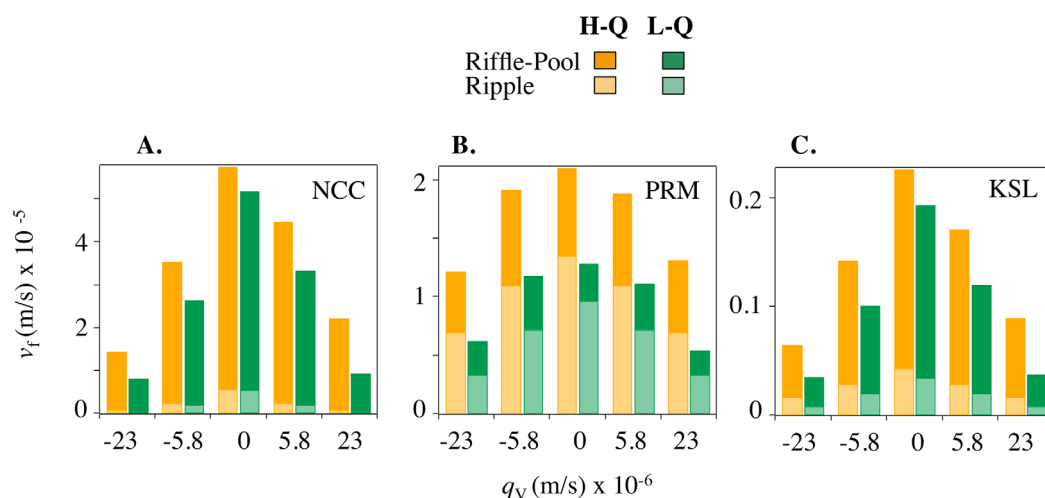 H-Q L-Q
Riffle-Pool
Ripple
A. B. C.
NCC PRM KSL
4
2
0
2
1
0
0.2
0.1
0
-23 -5.8 0 5.8 23
-23 -5.8 0 5.8 23
-23 -5.8 0 5.8 23
v_f (m/s) x 10^-5
q_V (m/s) x 10^-6